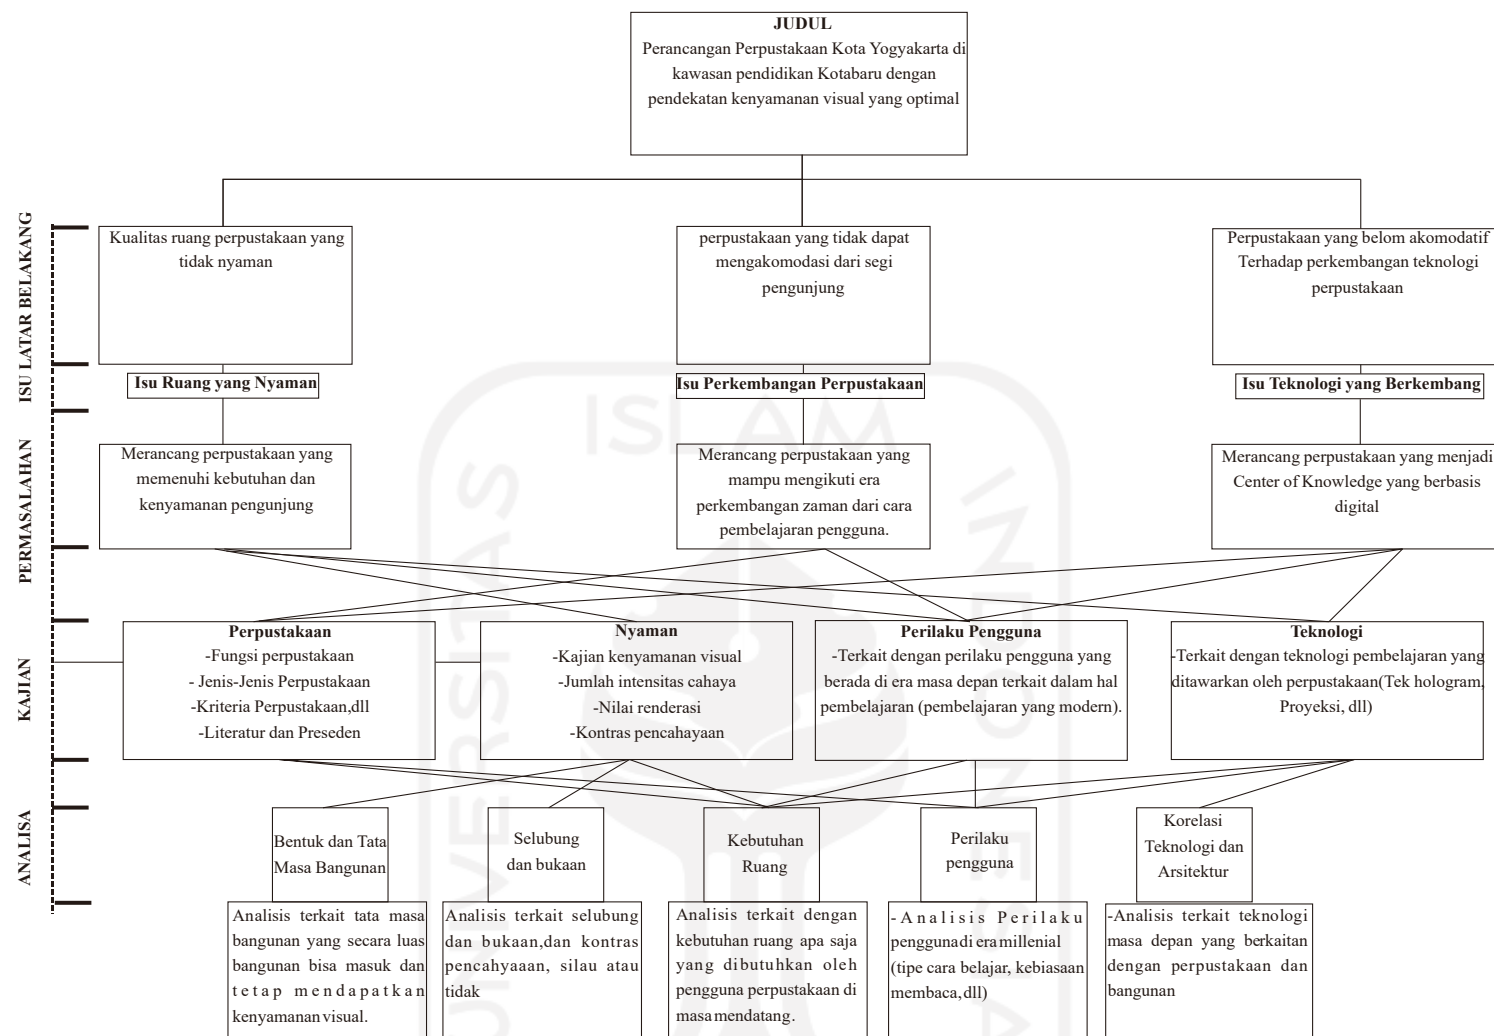 JUDUL
Perancangan Perpustakaan Kota Yogyakarta di
kawasan pendidikan Kotabaru dengan
pendekatan kenyamanan visual yang optimal
ISU LATAR BELAKANG
Kualitas ruang perpustakaan yang
tidak nyaman
perpustakaan yang tidak dapat
mengakomodasi dari segi
pengunjung
Perpustakaan yang belom akomodatif
Terhadap perkembangan teknologi
perpustakaan
Isu Ruang yang Nyaman
Isu Perkembangan Perpustakaan
Isu Teknologi yang Berkembang
PERMASALAHAN
Merancang perpustakaan yang
memenuhi kebutuhan dan
kenyamanan pengunjung
Merancang perpustakaan yang
mampu mengikuti era
perkembangan zaman dari cara
pembelajaran pengguna.
Merancang perpustakaan yang menjadi
Center of Knowledge yang berbasis
digital
KAJIAN
Perpustakaan
-Fungsi perpustakaan
- Jenis-Jenis Perpustakaan
-Kriteria Perpustakaan,dll
-Literatur dan Preseden
Nyaman
-Kajian kenyamanan visual
-Jumlah intensitas cahaya
-Nilai renderasi
-Kontras pencahayaan
Perilaku Pengguna
-Terkait dengan perilaku pengguna yang
berada di era masa depan terkait dalam hal
pembelajaran (pembelajaran yang modern).
Teknologi
-Terkait dengan teknologi pembelajaran yang
ditawarkan oleh perpustakaan(Tek hologram,
Proyeksi, dll)
ANALISA
Bentuk dan Tata
Masa Bangunan
Selubung
dan bukaan
Kebutuhan
Ruang
Perilaku
pengguna
Korelasi
Teknologi dan
Arsitektur
Analisis terkait tata masa
bangunan yang secara luas
bangunan bisa masuk dan
tetap mendapatkan
kenyamanan visual.
Analisis terkait selubung
dan bukaan,dan kontras
pencahyaaan, silau atau
tidak
Analisis terkait dengan
kebutuhan ruang apa saja
yang dibutuhkan oleh
pengguna perpustakaan di
masa mendatang.
-Analisis Perilaku
pengguna di era millenial
(tipe cara belajar, kebiasaan
membaca, dll)
-Analisis terkait teknologi
masa depan yang berkaitan
dengan perpustakaan dan
bangunan
UNIVERSITAS
ISLAM
INDONESIA